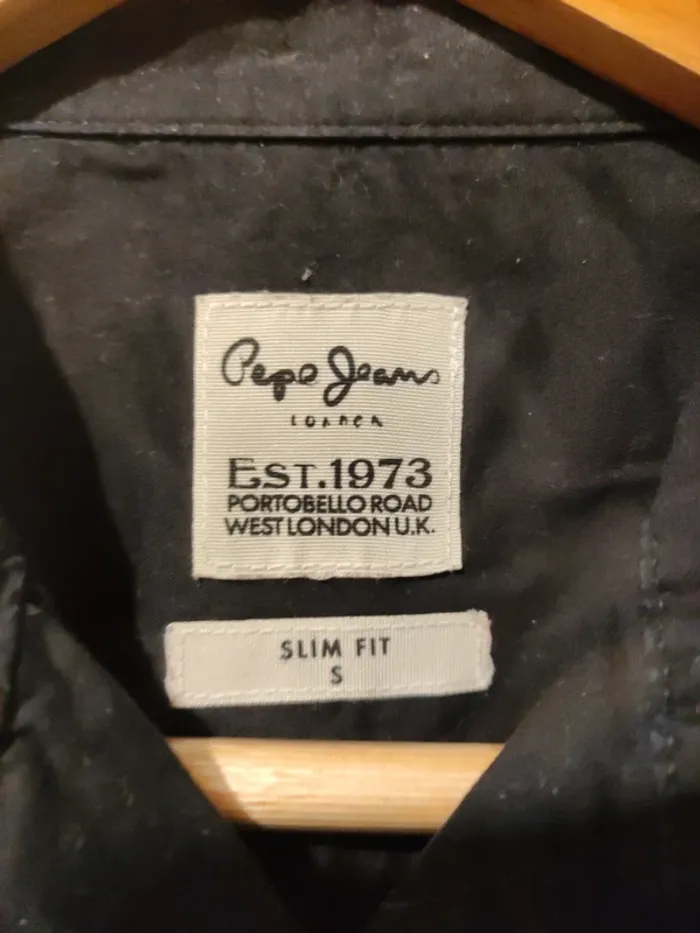 Pepe Jeans
LONDON
EST.1973
PORTOBELLO ROAD
WEST LONDON U.K.
SLIM FIT
S